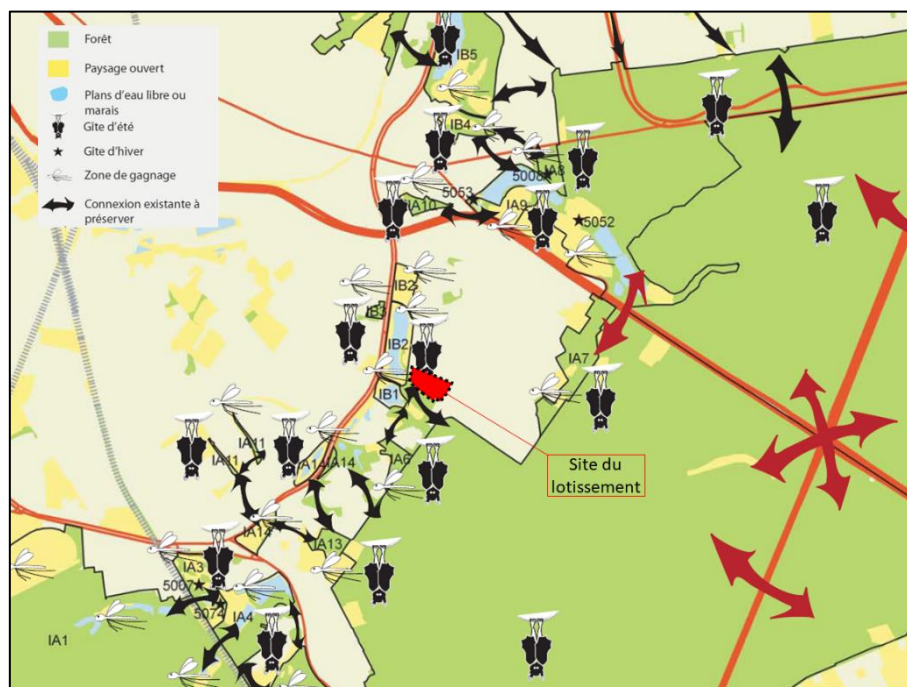 Forêt
Paysage ouvert
Plans d'eau libre ou
marais
Gîte d'été
Gîte d'hiver
Zone de gagnage
Connexion existante à
préserver
IB5
IB4
5008
IA8
5053
IA10
IA9
5052
IB2
IB3
IB2
IA7
IB1
IA11
IA11
IA14
IA14
IA6
Site du
lotissement
IA14
IA13
IA3
5007
5074
IA4
IA1